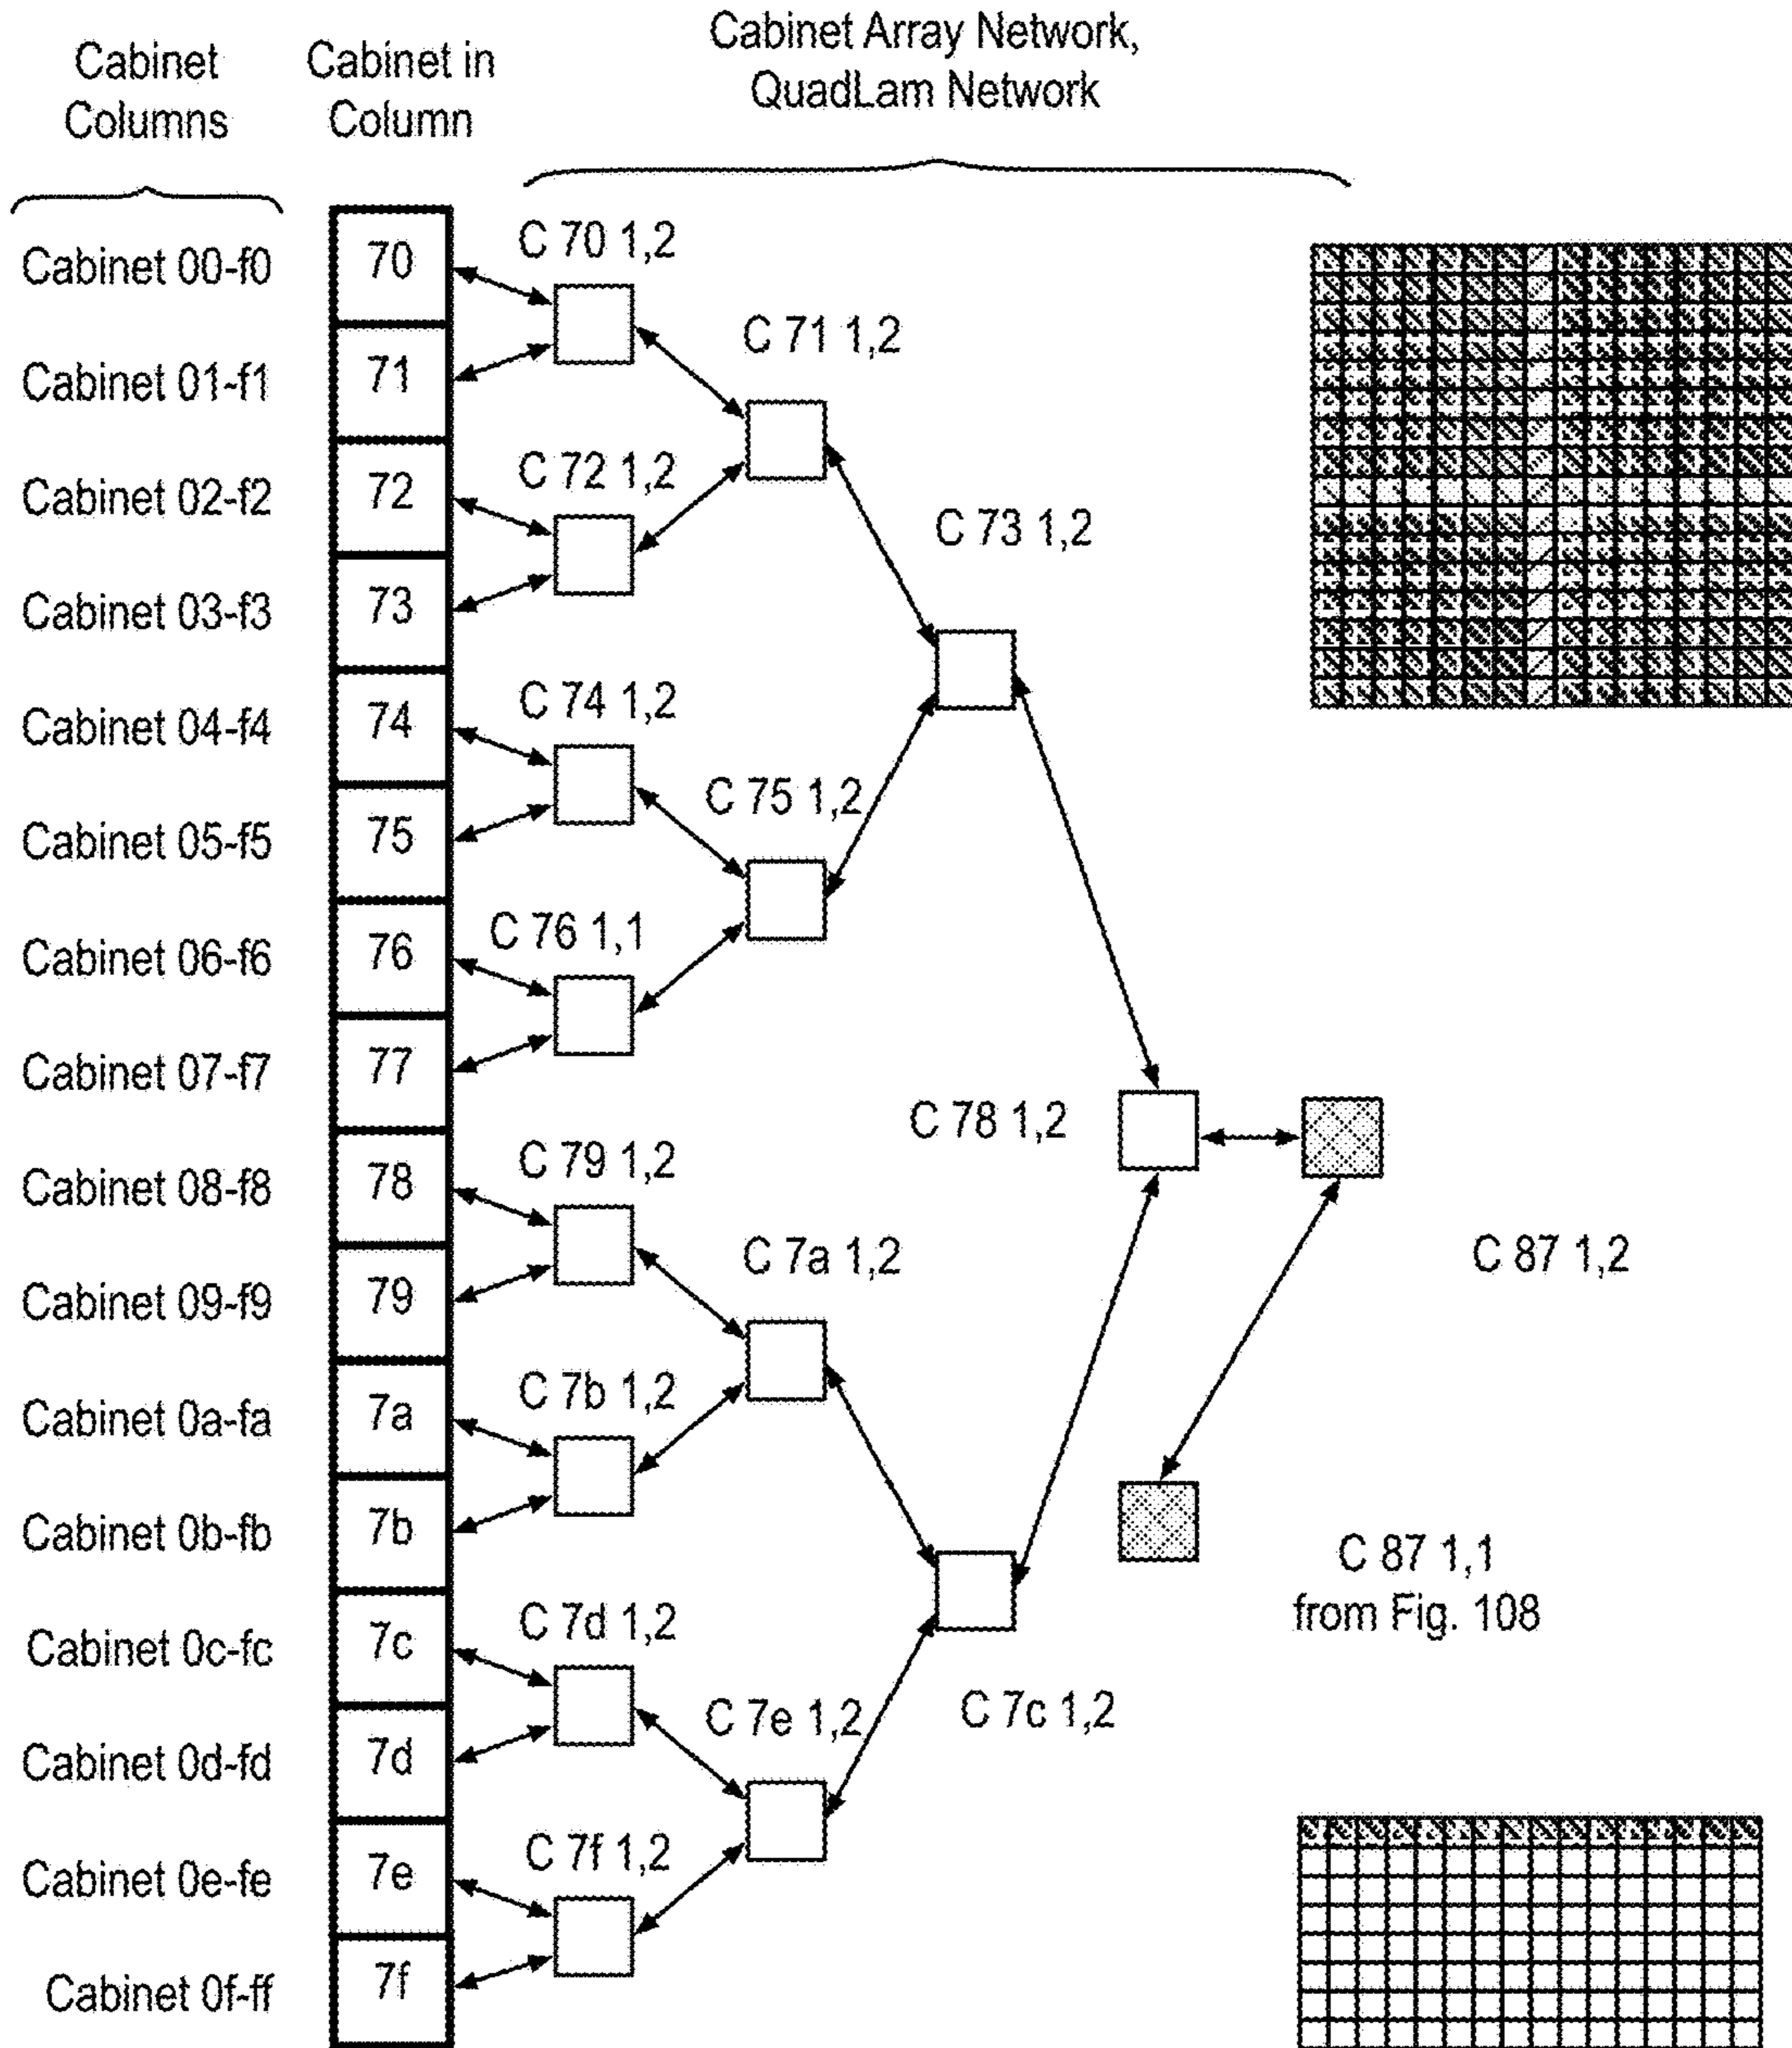 Cabinet Columns
Cabinet in Column
Cabinet Array Network,
QuadLam Network
Cabinet 00-f0
70
C 70 1,2
Cabinet 01-f1
71
C 71 1,2
Cabinet 02-f2
72
C 72 1,2
C 73 1,2
Cabinet 03-f3
73
Cabinet 04-f4
74
C 74 1,2
Cabinet 05-f5
75
C 75 1,2
Cabinet 06-f6
76
C 76 1,1
Cabinet 07-f7
77
C 78 1,2
Cabinet 08-f8
78
C 79 1,2
Cabinet 09-f9
79
C 7a 1,2
C 87 1,2
Cabinet 0a-fa
7a
C 7b 1,2
Cabinet 0b-fb
7b
C 87 1,1
from Fig. 108
Cabinet 0c-fc
7c
C 7d 1,2
Cabinet 0d-fd
7d
C 7e 1,2
C 7c 1,2
Cabinet 0e-fe
7e
C 7f 1,2
Cabinet 0f-ff
7f